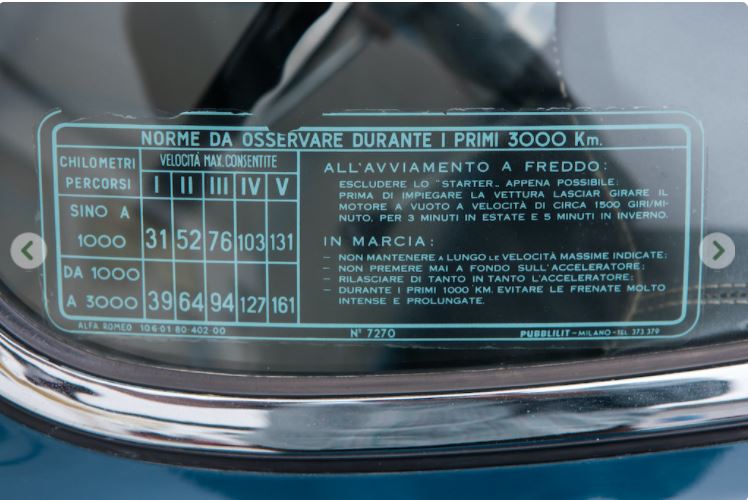 NORME DA OSSERVARE DURANTE I PRIMI 3000 Km.
CHILOMETRI PERCORSI VELOCITÀ MAX. CONSENTITE
I II III IV V
SINO A 1000 31 52 76 103 131
DA 1000 A 3000 39 64 94 127 161
ALL'AVVIAMENTO A FREDDO:
ESCLUDERE LO "STARTER„ APPENA POSSIBILE;
PRIMA DI IMPIEGARE LA VETTURA LASCIAR GIRARE IL
MOTORE A VUOTO A VELOCITÀ DI CIRCA 1500 GIRI/MI-
NUTO, PER 3 MINUTI IN ESTATE E 5 MINUTI IN INVERNO.
IN MARCIA:
– NON MANTENERE A LUNGO LE VELOCITÀ MASSIME INDICATE;
– NON PREMERE MAI A FONDO SULL'ACCELERATORE;
– RILASCIARE DI TANTO IN TANTO L'ACCELERATORE;
– DURANTE I PRIMI 1000 KM. EVITARE LE FRENATE MOLTO
INTENSE E PROLUNGATE.
ALFA ROMEO 106.01 80 402 00 N° 7270 PUBBLILIT – MILANO – TEL 373 379